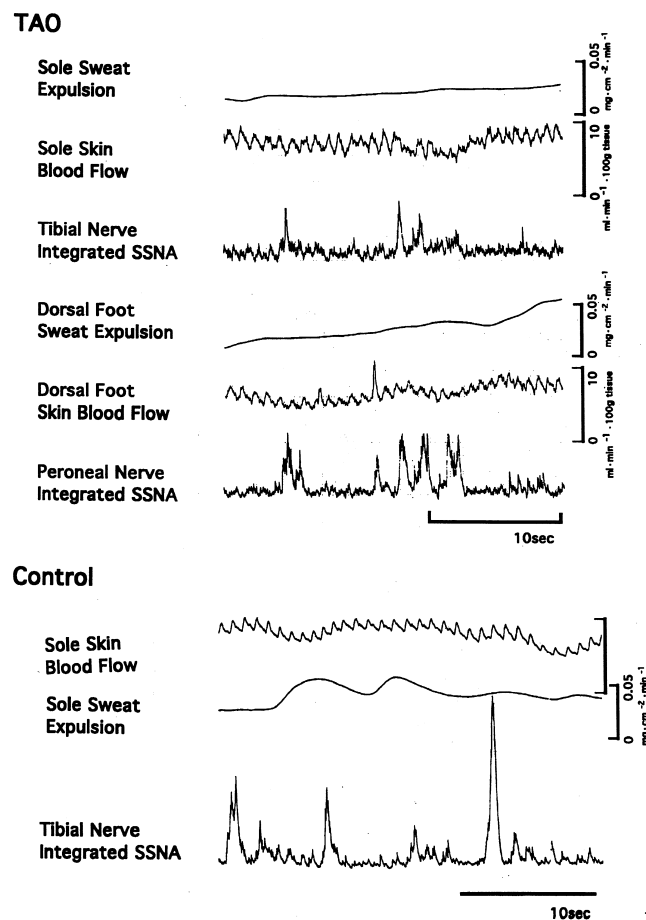 TAO
Sole Sweat
Expulsion
0.05
0
mg·cm⁻²·min⁻¹
Sole Skin
Blood Flow
10
0
ml·min⁻¹·100g tissue
Tibial Nerve
Integrated SSNA
Dorsal Foot
Sweat Expulsion
0.05
0
mg·cm⁻²·min⁻¹
Dorsal Foot
Skin Blood Flow
10
0
ml·min⁻¹·100g tissue
Peroneal Nerve
Integrated SSNA
10sec
Control
Sole Skin
Blood Flow
Sole Sweat
Expulsion
0.05
0
mg·cm⁻²·min⁻¹
Tibial Nerve
Integrated SSNA
10sec